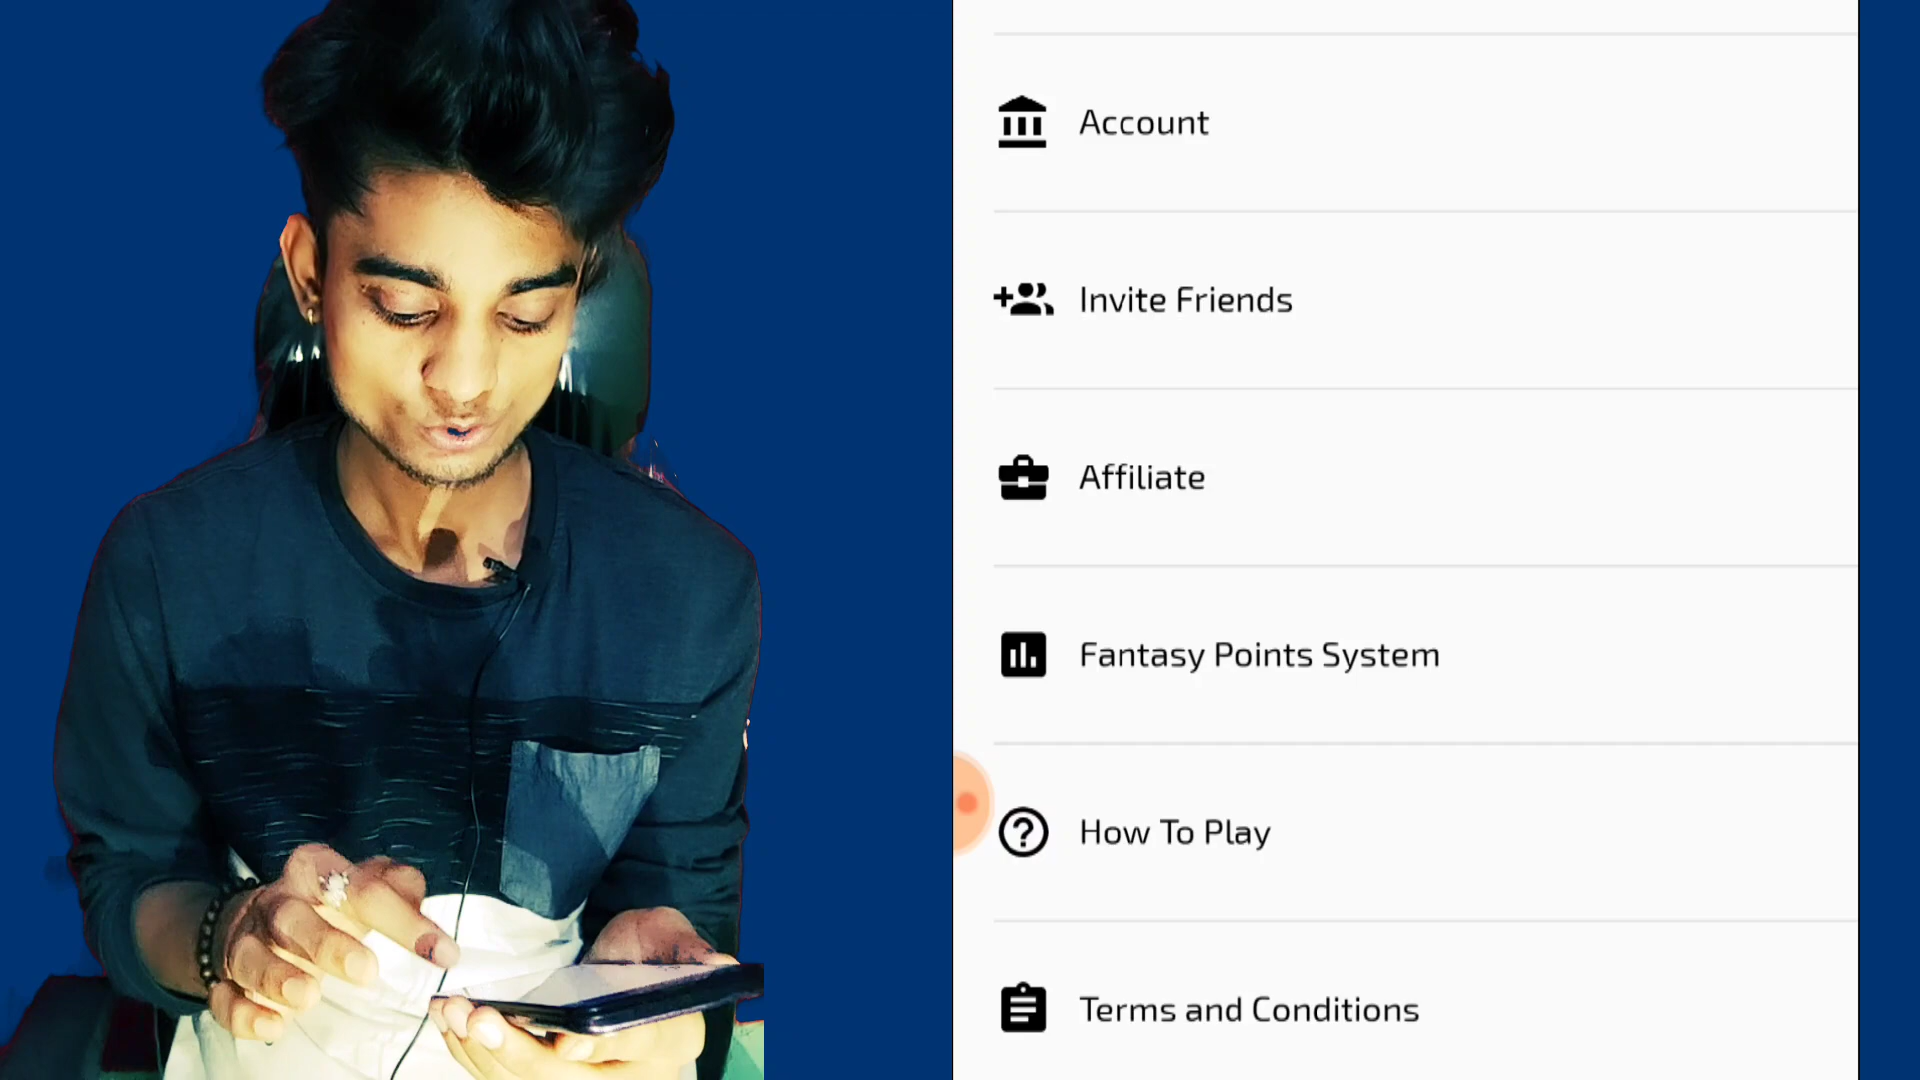 Account
Invite Friends
Affiliate
Fantasy Points System
How To Play
Terms and Conditions